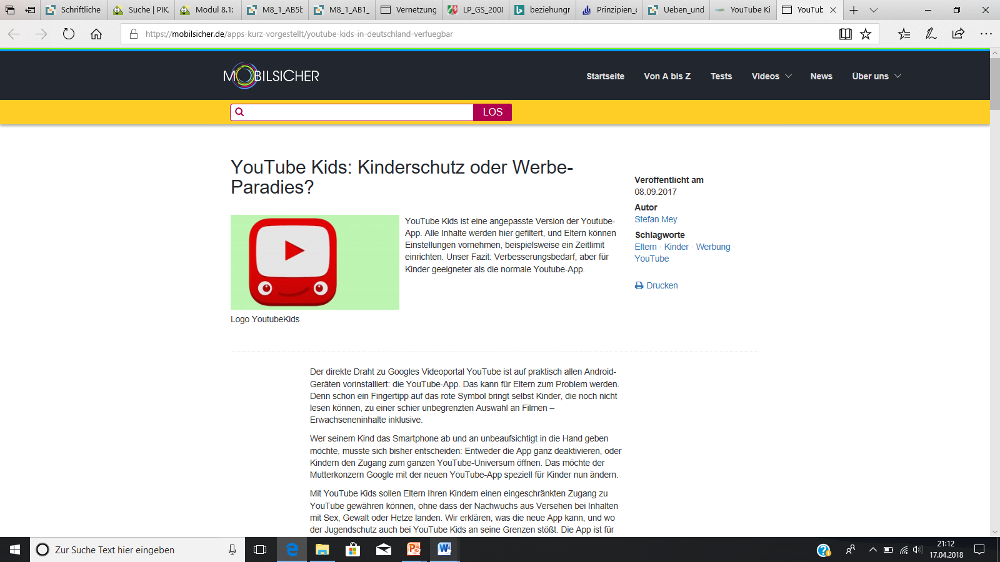 Schriftliche
Suche | PIK
Modul 8.1:
M8_1_AB5b
M8_1_AB1_
Vernetzung
LP_GS_2008
beziehungr
Prinzipien_
Ueben_und
YouTube Ki
YouTub
https://mobilsicher.de/apps-kurz-vorgestellt/youtube-kids-in-deutschland-verfuegbar
MOBILSICHER
Startseite
Von A bis Z
Tests
Videos
News
Über uns
LOS
YouTube Kids: Kinderschutz oder Werbe-
Paradies?
YouTube Kids ist eine angepasste Version der Youtube-
App. Alle Inhalte werden hier gefiltert, und Eltern können
Einstellungen vornehmen, beispielsweise ein Zeitlimit
einrichten. Unser Fazit: Verbesserungsbedarf, aber für
Kinder geeigneter als die normale Youtube-App.
Logo YoutubeKids
Veröffentlicht am
08.09.2017
Autor
Stefan Mey
Schlagworte
Eltern · Kinder · Werbung ·
YouTube
Drucken
Der direkte Draht zu Googles Videoportal YouTube ist auf praktisch allen Android-
Geräten vorinstalliert: die YouTube-App. Das kann für Eltern zum Problem werden.
Denn schon ein Fingertipp auf das rote Symbol bringt selbst Kinder, die noch nicht
lesen können, zu einer schier unbegrenzten Auswahl an Filmen –
Erwachseneninhalte inklusive.
Wer seinem Kind das Smartphone ab und an unbeaufsichtigt in die Hand geben
möchte, musste sich bisher entscheiden: Entweder die App ganz deaktivieren, oder
Kindern den Zugang zum ganzen YouTube-Universum öffnen. Das möchte der
Mutterkonzern Google mit der neuen YouTube-App speziell für Kinder nun ändern.
Mit YouTube Kids sollen Eltern Ihren Kindern einen eingeschränkten Zugang zu
YouTube gewähren können, ohne dass der Nachwuchs aus Versehen bei Inhalten
mit Sex, Gewalt oder Hetze landen. Wir erklären, was die neue App kann, und wo
der Jugendschutz auch bei YouTube Kids an seine Grenzen stößt. Die App ist für
Zur Suche Text hier eingeben
21:12
17.04.2018